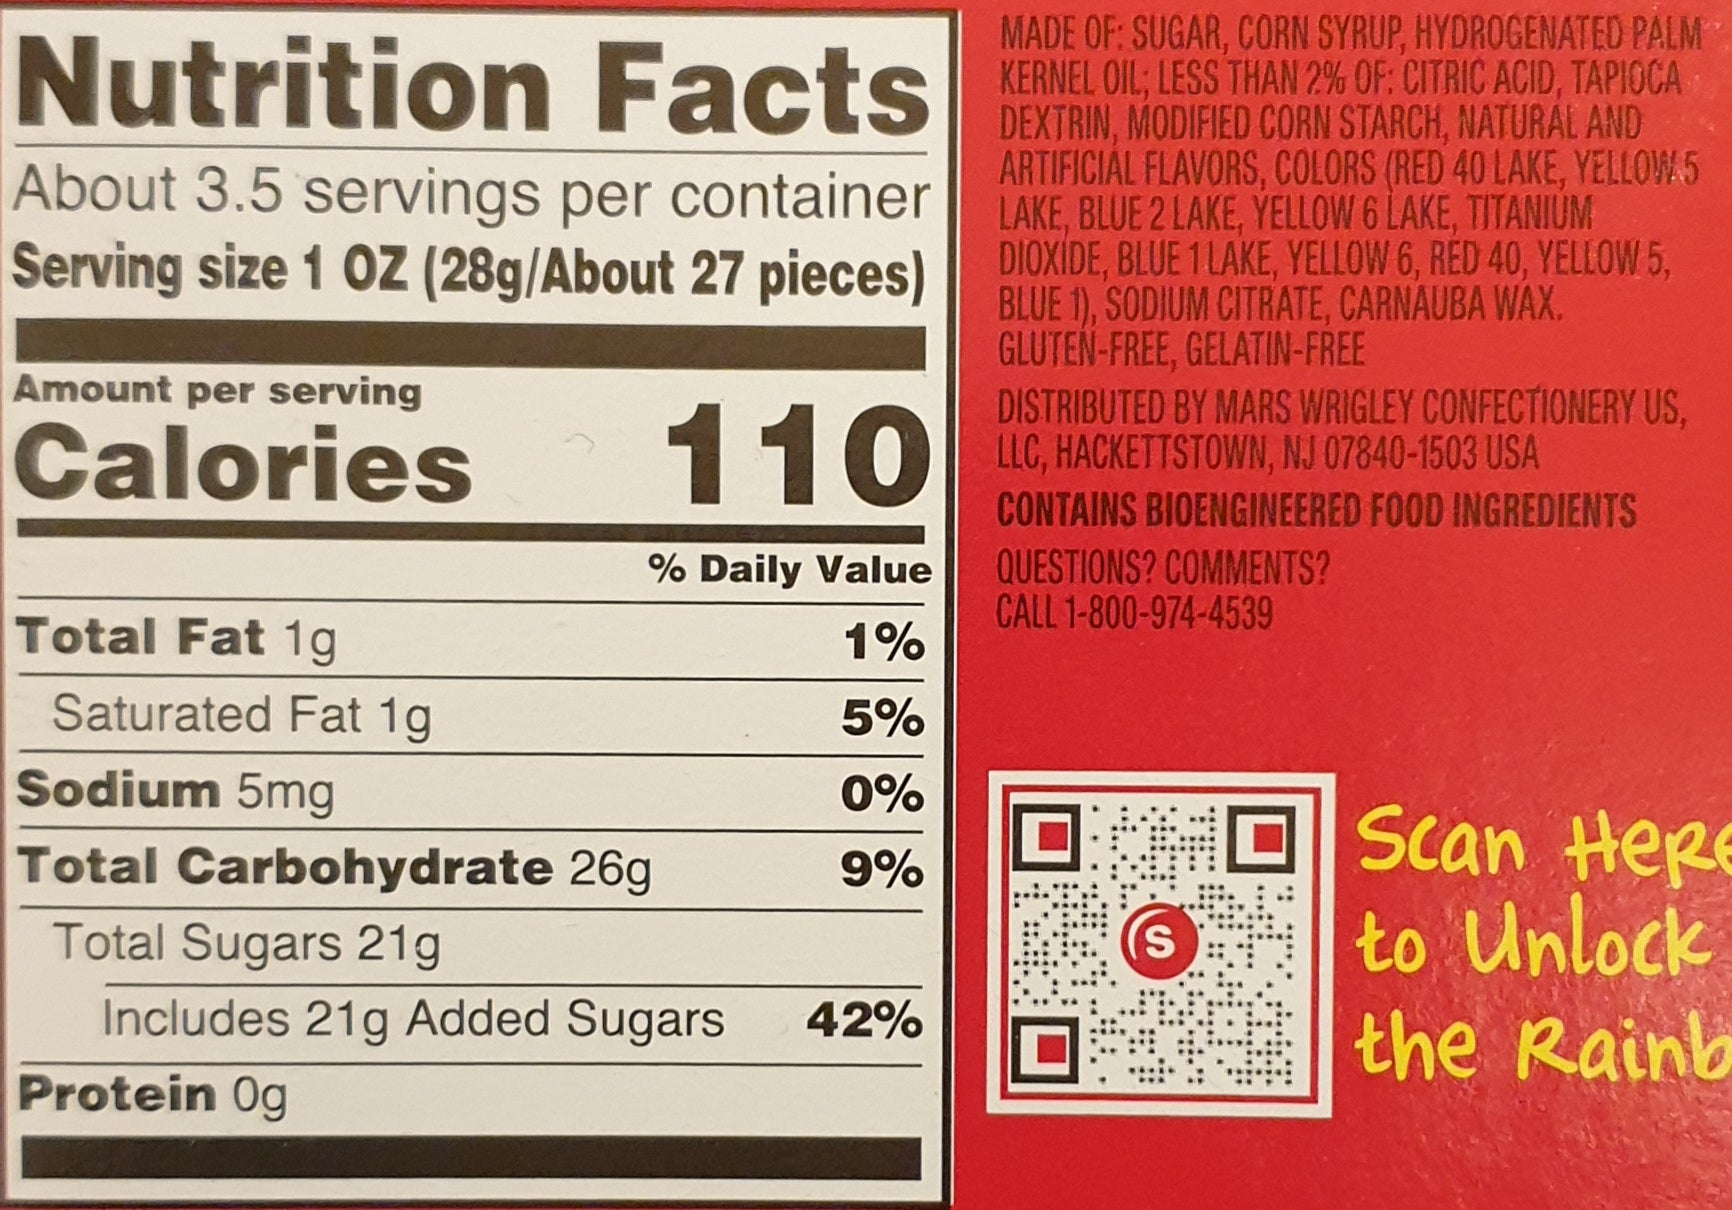 Nutrition Facts
About 3.5 servings per container
Serving size 1 OZ (28g/About 27 pieces)
Amount per serving
Calories 110
% Daily Value
Total Fat 1g 1%
Saturated Fat 1g 5%
Sodium 5mg 0%
Total Carbohydrate 26g 9%
Total Sugars 21g
Includes 21g Added Sugars 42%
Protein 0g
MADE OF: SUGAR, CORN SYRUP, HYDROGENATED PALM
KERNEL OIL; LESS THAN 2% OF: CITRIC ACID, TAPIOCA
DEXTRIN, MODIFIED CORN STARCH, NATURAL AND
ARTIFICIAL FLAVORS, COLORS (RED 40 LAKE, YELLOW 5
LAKE, BLUE 2 LAKE, YELLOW 6 LAKE, TITANIUM
DIOXIDE, BLUE 1 LAKE, YELLOW 6, RED 40, YELLOW 5,
BLUE 1), SODIUM CITRATE, CARNAUBA WAX.
GLUTEN-FREE, GELATIN-FREE
DISTRIBUTED BY MARS WRIGLEY CONFECTIONERY US,
LLC, HACKETTSTOWN, NJ 07840-1503 USA
CONTAINS BIOENGINEERED FOOD INGREDIENTS
QUESTIONS? COMMENTS?
CALL 1-800-974-4539
S
Scan Here
to Unlock
the Rainb